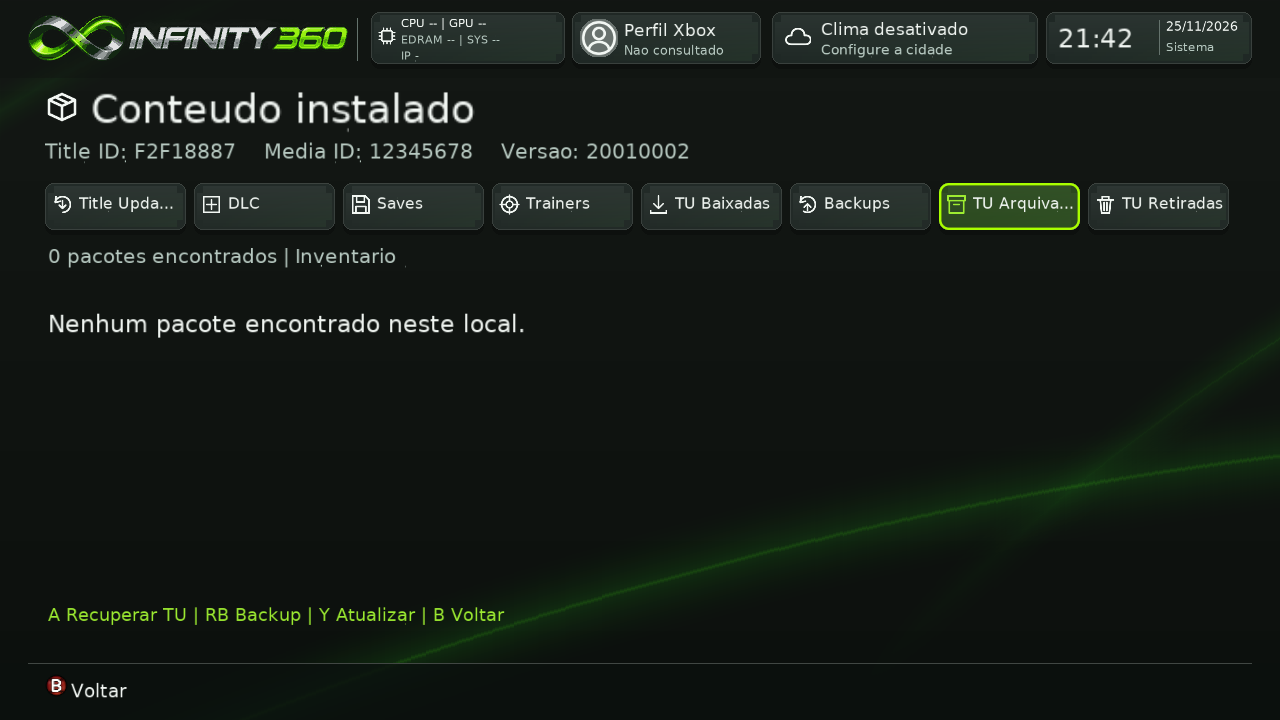 INFINITY 360
CPU -- | GPU --
EDRAM -- | SYS --
IP -
Perfil Xbox
Nao consultado
Clima desativado
Configure a cidade
21:42
25/11/2026
Sistema
Conteudo instalado
Title ID: F2F18887 Media ID: 12345678 Versao: 20010002
Title Upda... DLC Saves Trainers TU Baixadas Backups TU Arquiva... TU Retiradas
0 pacotes encontrados | Inventario
Nenhum pacote encontrado neste local.
A Recuperar TU | RB Backup | Y Atualizar | B Voltar
B Voltar